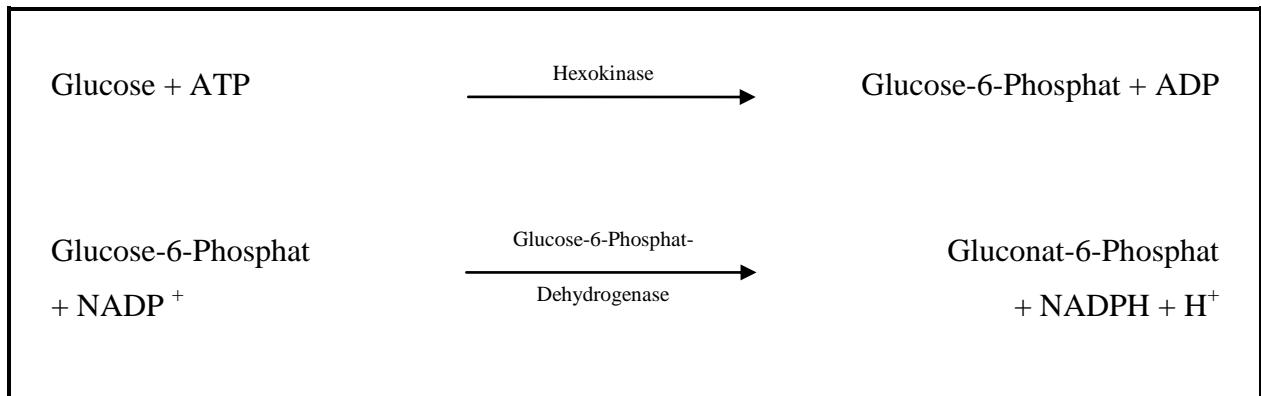 Glucose + ATP
Hexokinase
Glucose-6-Phosphat + ADP
Glucose-6-Phosphat
+ NADP +
Glucose-6-Phosphat-
Dehydrogenase
Gluconat-6-Phosphat
+ NADPH + H+